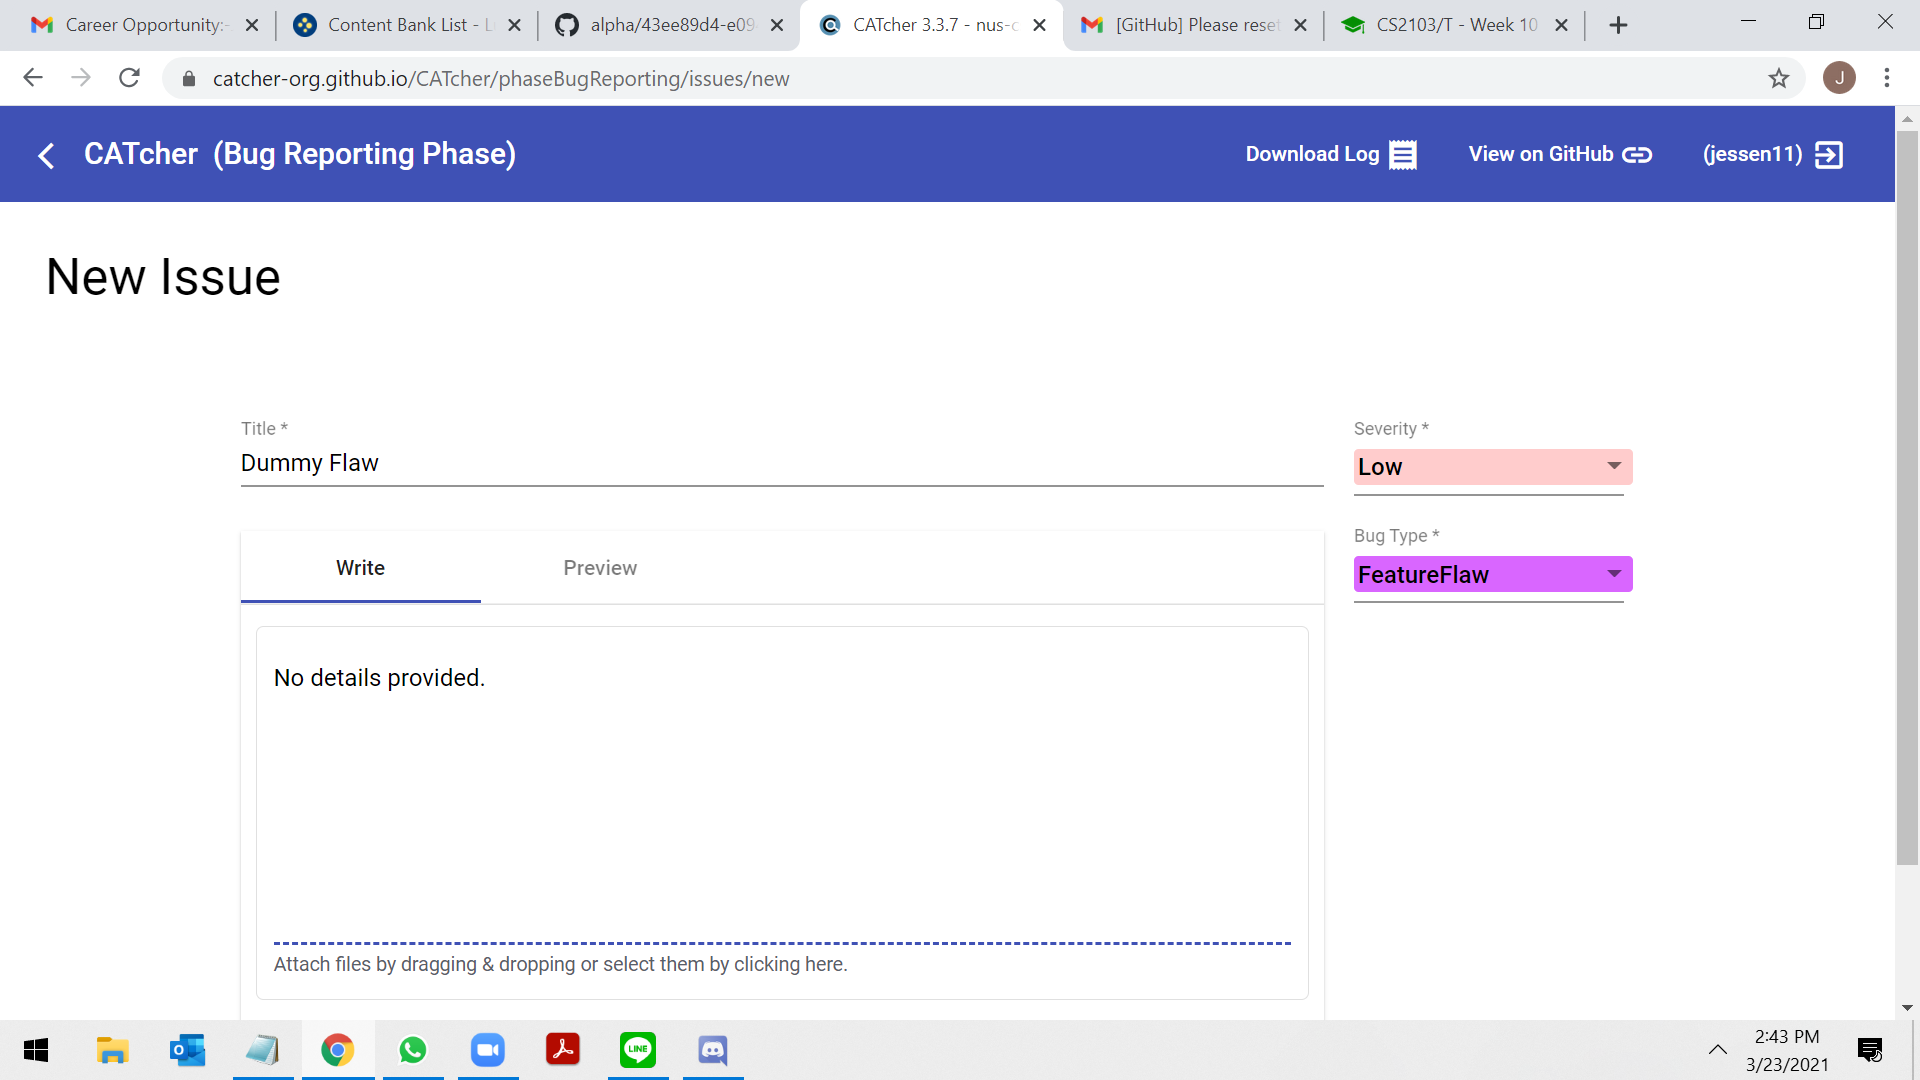 Career Opportunity:-
Content Bank List - L
alpha/43ee89d4-e09
CATcher 3.3.7 - nus-c
[GitHub] Please reset
CS2103/T - Week 10
catcher-org.github.io/CATcher/phaseBugReporting/issues/new
J
CATcher (Bug Reporting Phase)
Download Log
View on GitHub
(jessen11)
New Issue
Title *
Dummy Flaw
Severity *
Low
Bug Type *
FeatureFlaw
Write
Preview
No details provided.
Attach files by dragging & dropping or select them by clicking here.
LINE
2:43 PM
3/23/2021